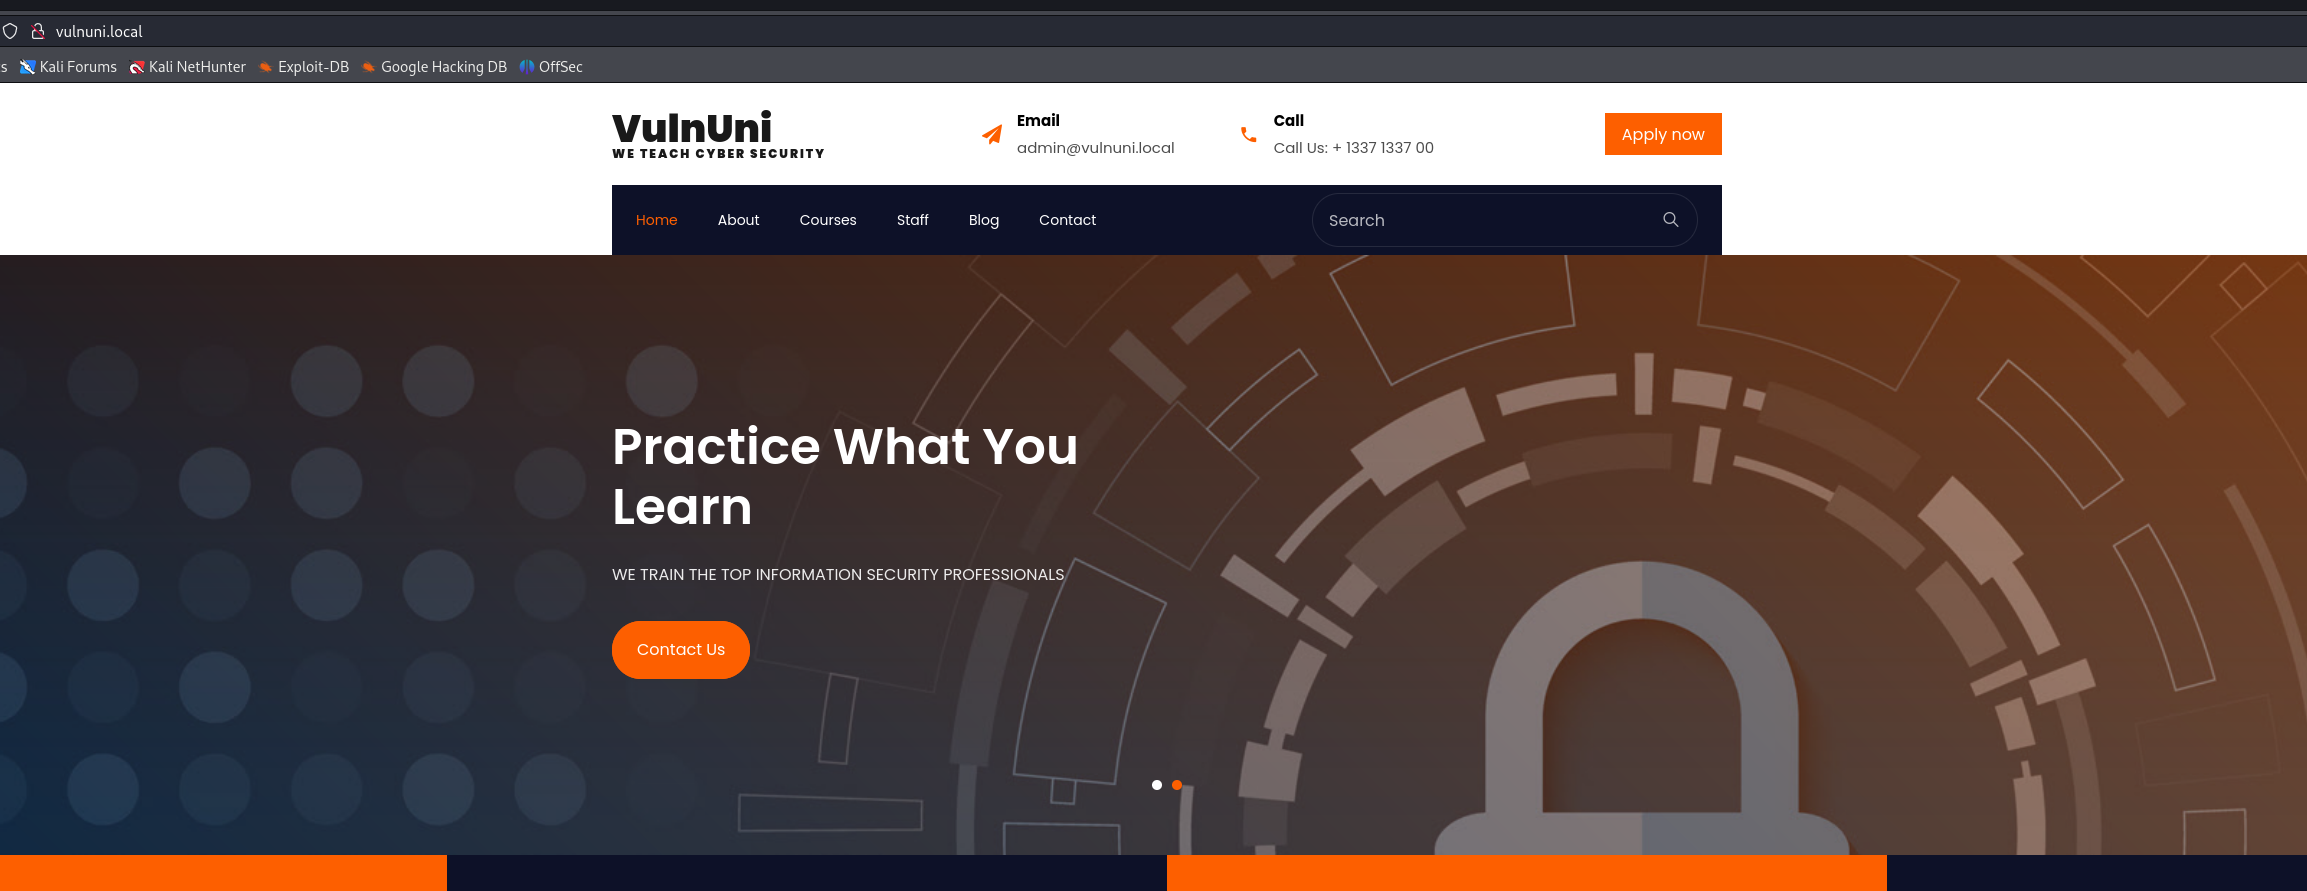 vulnuni.local
s Kali Forums Kali NetHunter Exploit-DB Google Hacking DB OffSec
VulnUni
WE TEACH CYBER SECURITY
Email
admin@vulnuni.local
Call
Call Us: + 1337 1337 00
Apply now
Home About Courses Staff Blog Contact Search
Practice What You
Learn
WE TRAIN THE TOP INFORMATION SECURITY PROFESSIONALS
Contact Us